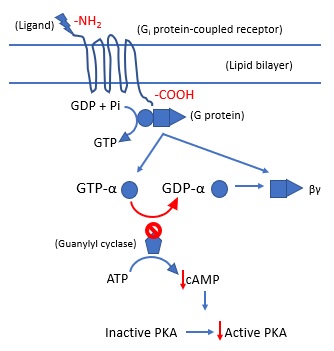 (Ligand)
-NH₂
(Gᵢ protein-coupled receptor)
(Lipid bilayer)
-COOH
GDP + Pi
(G protein)
GTP
GTP-α
GDP-α
βγ
(Guanylyl cyclase)
ATP
cAMP
Inactive PKA
Active PKA